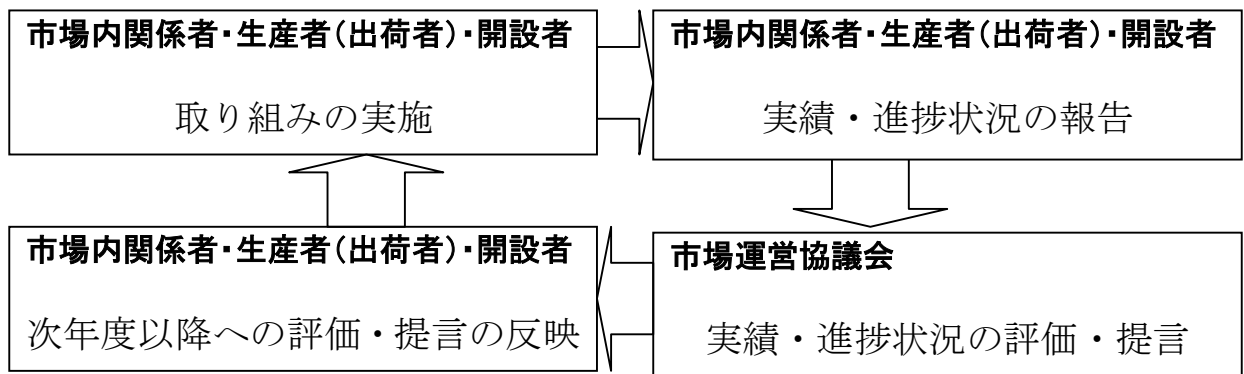 市場内関係者・生産者（出荷者）・開設者
取り組みの実施
市場内関係者・生産者（出荷者）・開設者
実績・進捗状況の報告
市場内関係者・生産者（出荷者）・開設者
次年度以降への評価・提言の反映
市場運営協議会
実績・進捗状況の評価・提言